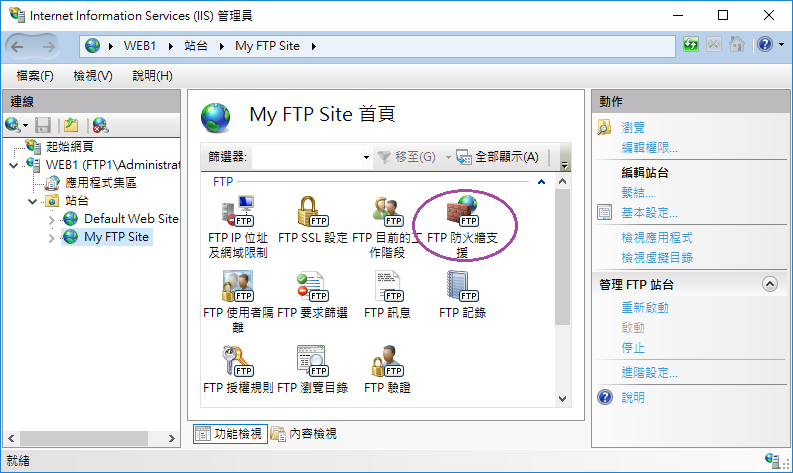 Internet Information Services (IIS) 管理員
WEB1 站台 My FTP Site
檔案(F) 檢視(V) 說明(H)
連線
起始網頁
WEB1 (FTP1\Administrat
應用程式集區
站台
Default Web Site
My FTP Site
My FTP Site 首頁
篩選器: 移至(G) 全部顯示(A)
FTP
FTP IP 位址及網域限制
FTP SSL 設定
FTP 目前的工作階段
FTP 防火牆支援
FTP 使用者隔離
FTP 要求篩選
FTP 訊息
FTP 記錄
FTP 授權規則
FTP 瀏覽目錄
FTP 驗證
功能檢視 內容檢視
動作
瀏覽
編輯權限...
編輯站台
繫結...
基本設定...
檢視應用程式
檢視虛擬目錄
管理 FTP 站台
重新啟動
啟動
停止
進階設定...
說明
就緒